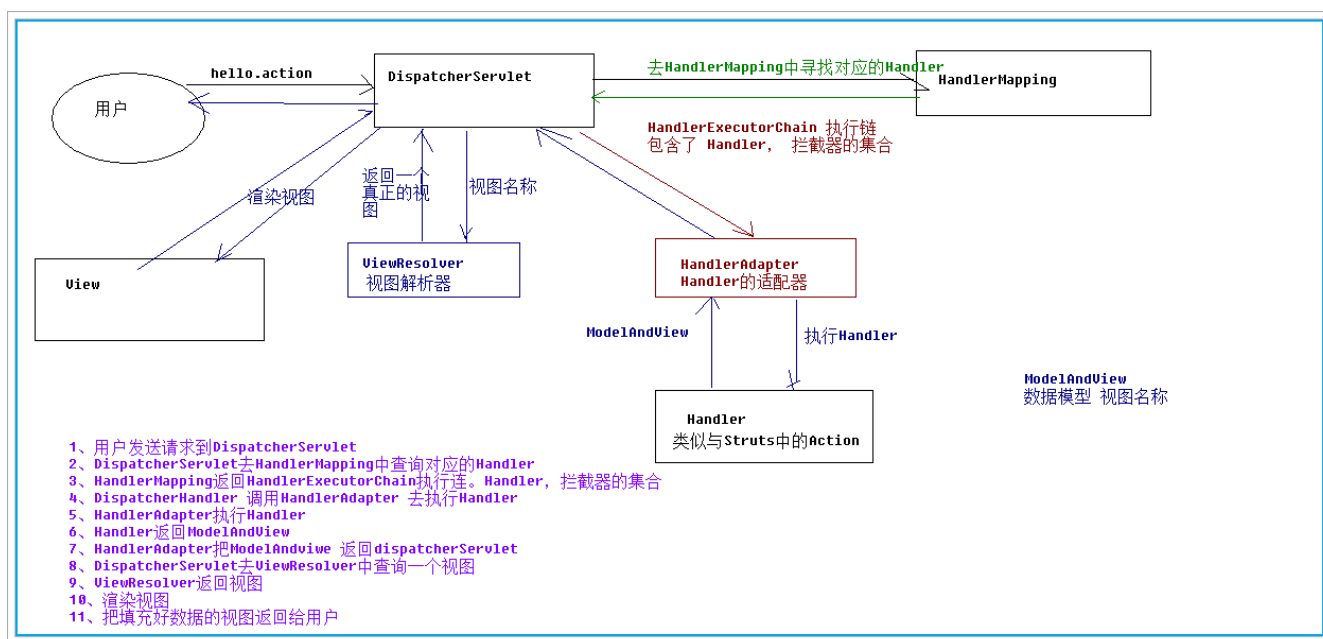 hello.action
DispatcherServlet
去HandlerMapping中寻找对应的Handler
HandlerMapping
用户
HandlerExecutorChain 执行链
包含了 Handler， 拦截器的集合
渲染视图
返回一个
真正的视
图
视图名称
View
ViewResolver
视图解析器
HandlerAdapter
Handler的适配器
ModelAndView
执行Handler
ModelAndView
数据模型 视图名称
Handler
类似与Struts中的Action
1、用户发送请求到DispatcherServlet
2、DispatcherServlet去HandlerMapping中查询对应的Handler
3、HandlerMapping返回HandlerExecutorChain执行连。Handler，拦截器的集合
4、DispatcherHandler 调用HandlerAdapter 去执行Handler
5、HandlerAdapter执行Handler
6、Handler返回ModelAndView
7、HandlerAdapter把ModelAndviwe 返回dispatcherServlet
8、DispatcherServlet去ViewResolver中查询一个视图
9、ViewResolver返回视图
10、渲染视图
11、把填充好数据的视图返回给用户